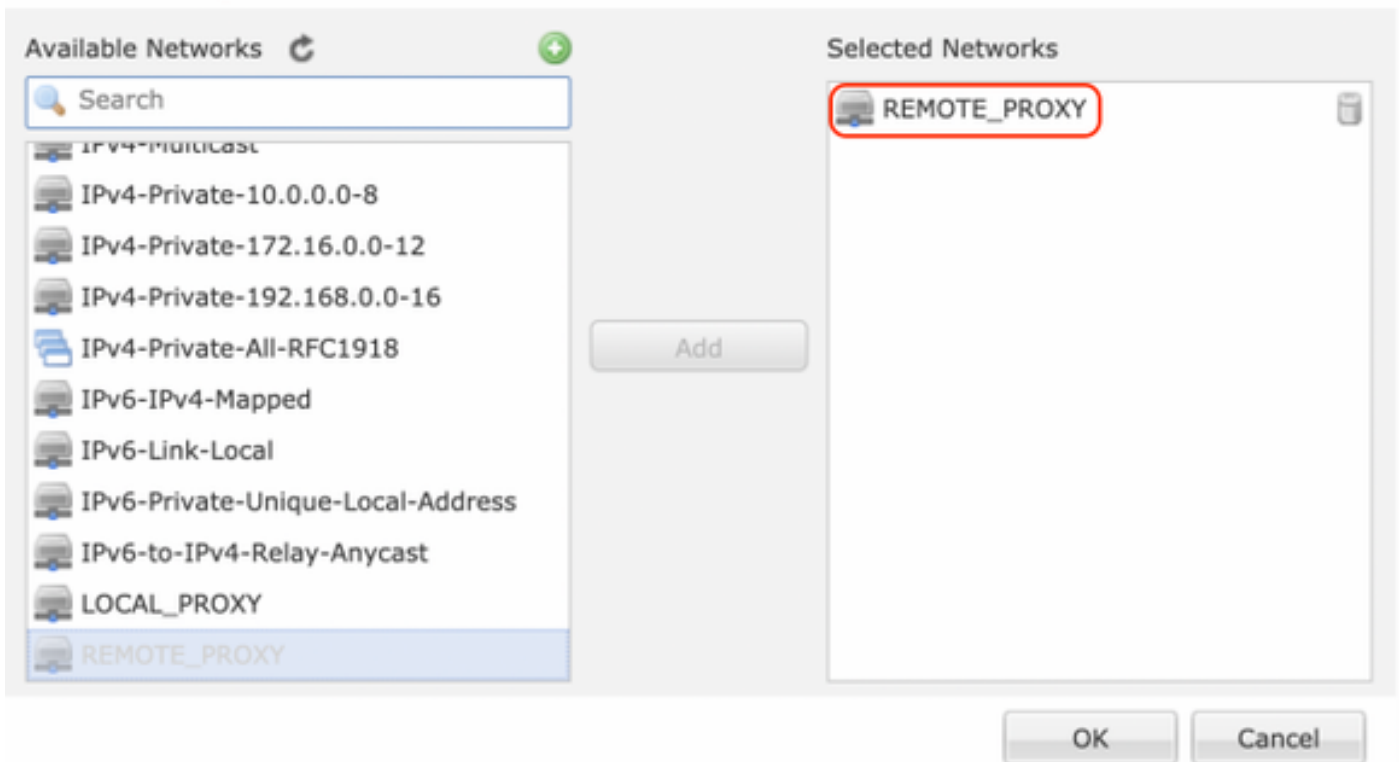 Available Networks
Selected Networks
Search
REMOTE_PROXY
IPv4-Multicast
IPv4-Private-10.0.0.0-8
IPv4-Private-172.16.0.0-12
IPv4-Private-192.168.0.0-16
IPv4-Private-All-RFC1918
Add
IPv6-IPv4-Mapped
IPv6-Link-Local
IPv6-Private-Unique-Local-Address
IPv6-to-IPv4-Relay-Anycast
LOCAL_PROXY
REMOTE_PROXY
OK
Cancel